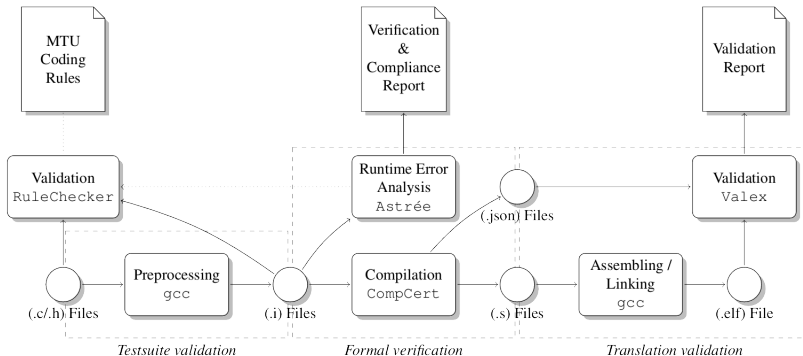 MTU
Coding
Rules
Verification
&
Compliance
Report
Validation
Report
Validation
RuleChecker
Runtime Error
Analysis
Astrée
(.json) Files
Validation
Valex
(.c/.h) Files
Preprocessing
gcc
(.i) Files
Compilation
CompCert
(.s) Files
Assembling /
Linking
gcc
(.elf) File
Testsuite validation
Formal verification
Translation validation